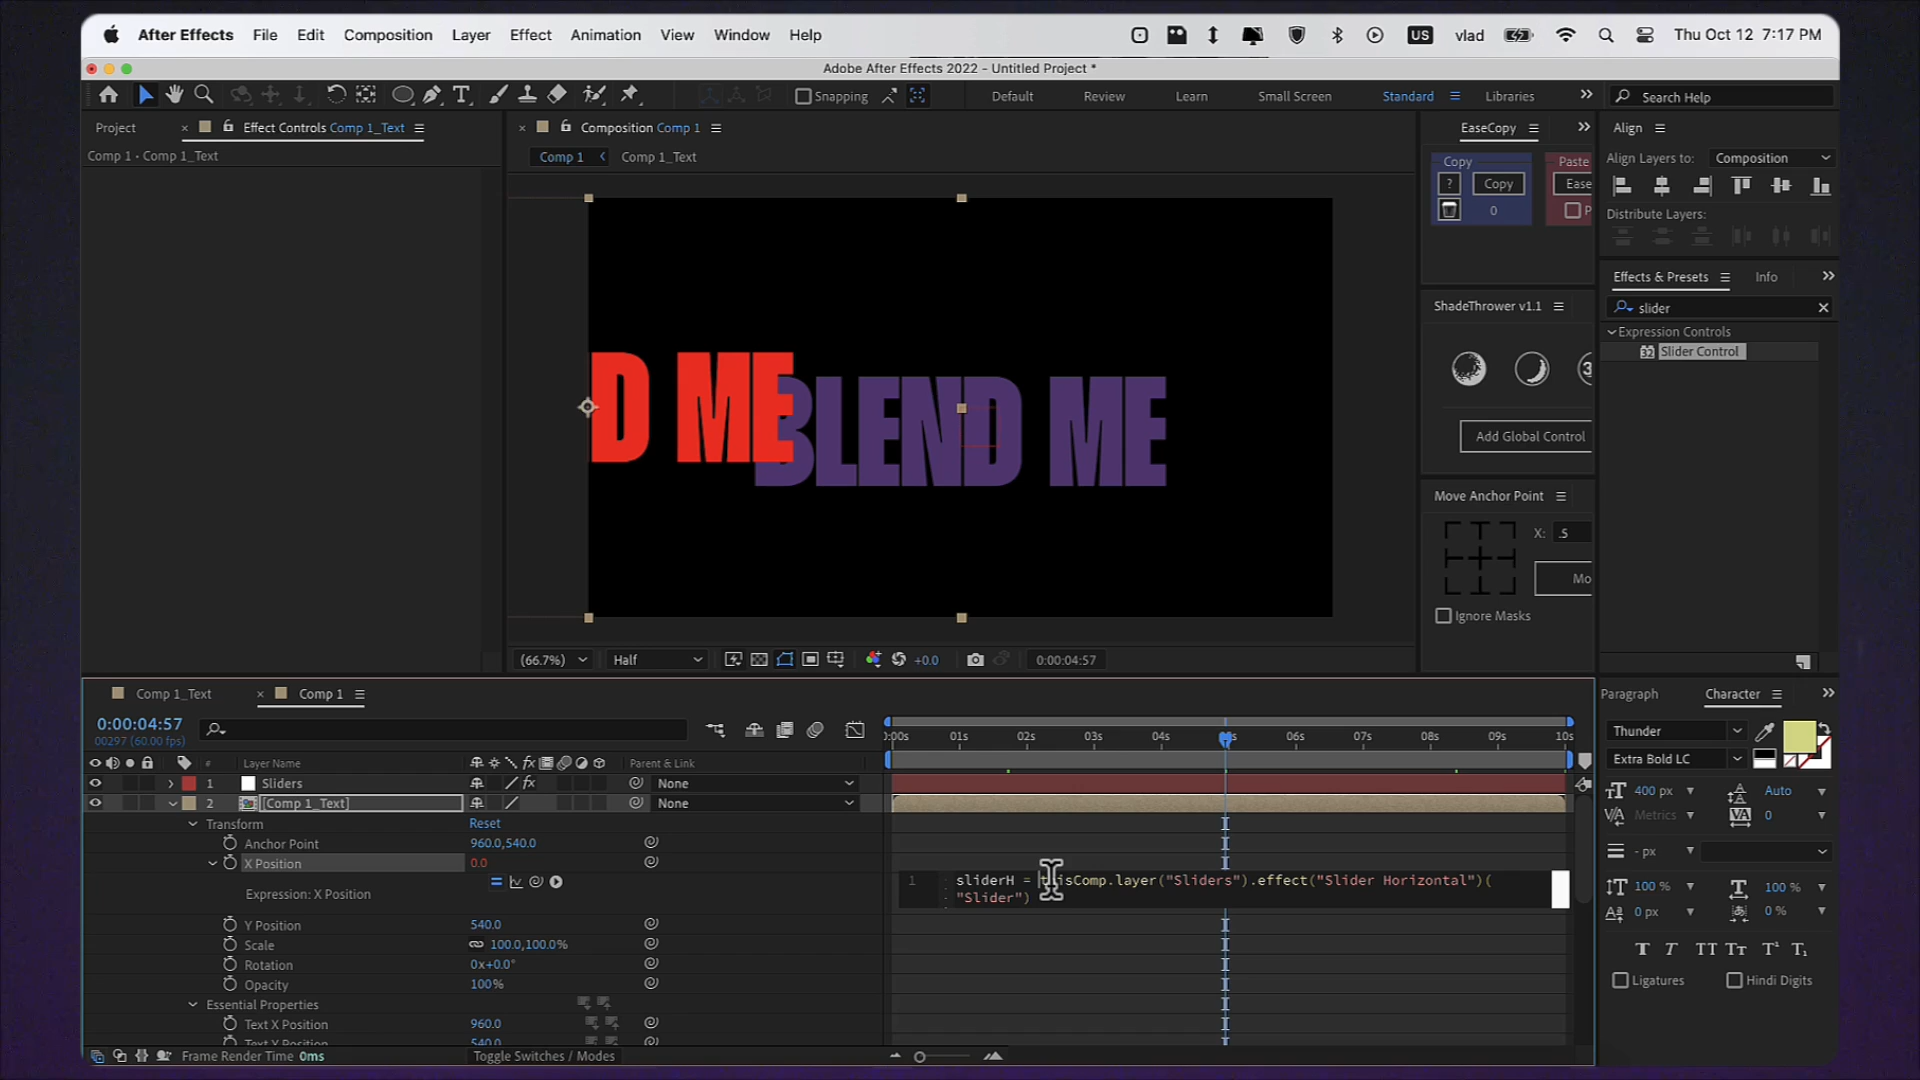 After Effects File Edit Composition Layer Effect Animation View Window Help US vlad Thu Oct 12 7:17 PM
Adobe After Effects 2022 - Untitled Project *
Snapping Default Review Learn Small Screen Standard Libraries Search Help
Project Effect Controls Comp 1_Text Composition Comp 1 EaseCopy Align
Comp 1 • Comp 1_Text Comp 1 Comp 1_Text Copy Paste Align Layers to: Composition
? Copy Ease
0 P Distribute Layers:
Effects & Presets Info
ShadeThrower v1.1 slider
Expression Controls
32 Slider Control
D ME BLEND ME
Add Global Control
Move Anchor Point
X: .5
Mo
Ignore Masks
(66.7%) Half +0.0 0:00:04:57
Comp 1_Text Comp 1 Paragraph Character
0:00:04:57 Thunder
00297 (60.00 fps) :00s 01s 02s 03s 04s 5s 06s 07s 08s 09s 10s
# Layer Name fx Parent & Link Extra Bold LC
1 Sliders fx None 400 px Auto
2 [Comp 1_Text] None Metrics 0
Transform Reset
Anchor Point 960.0,540.0 - px
X Position 0.0
Expression: X Position 1 sliderH = thisComp.layer("Sliders").effect("Slider Horizontal")(
"Slider")
100 % 100 %
0 px 0 %
Y Position 540.0
Scale 100.0,100.0%
Rotation 0x+0.0°
Opacity 100%
T T TT Tт T¹ T₁
Ligatures Hindi Digits
Essential Properties
Text X Position 960.0
Text Y Position 540.0
Frame Render Time 0ms Toggle Switches / Modes